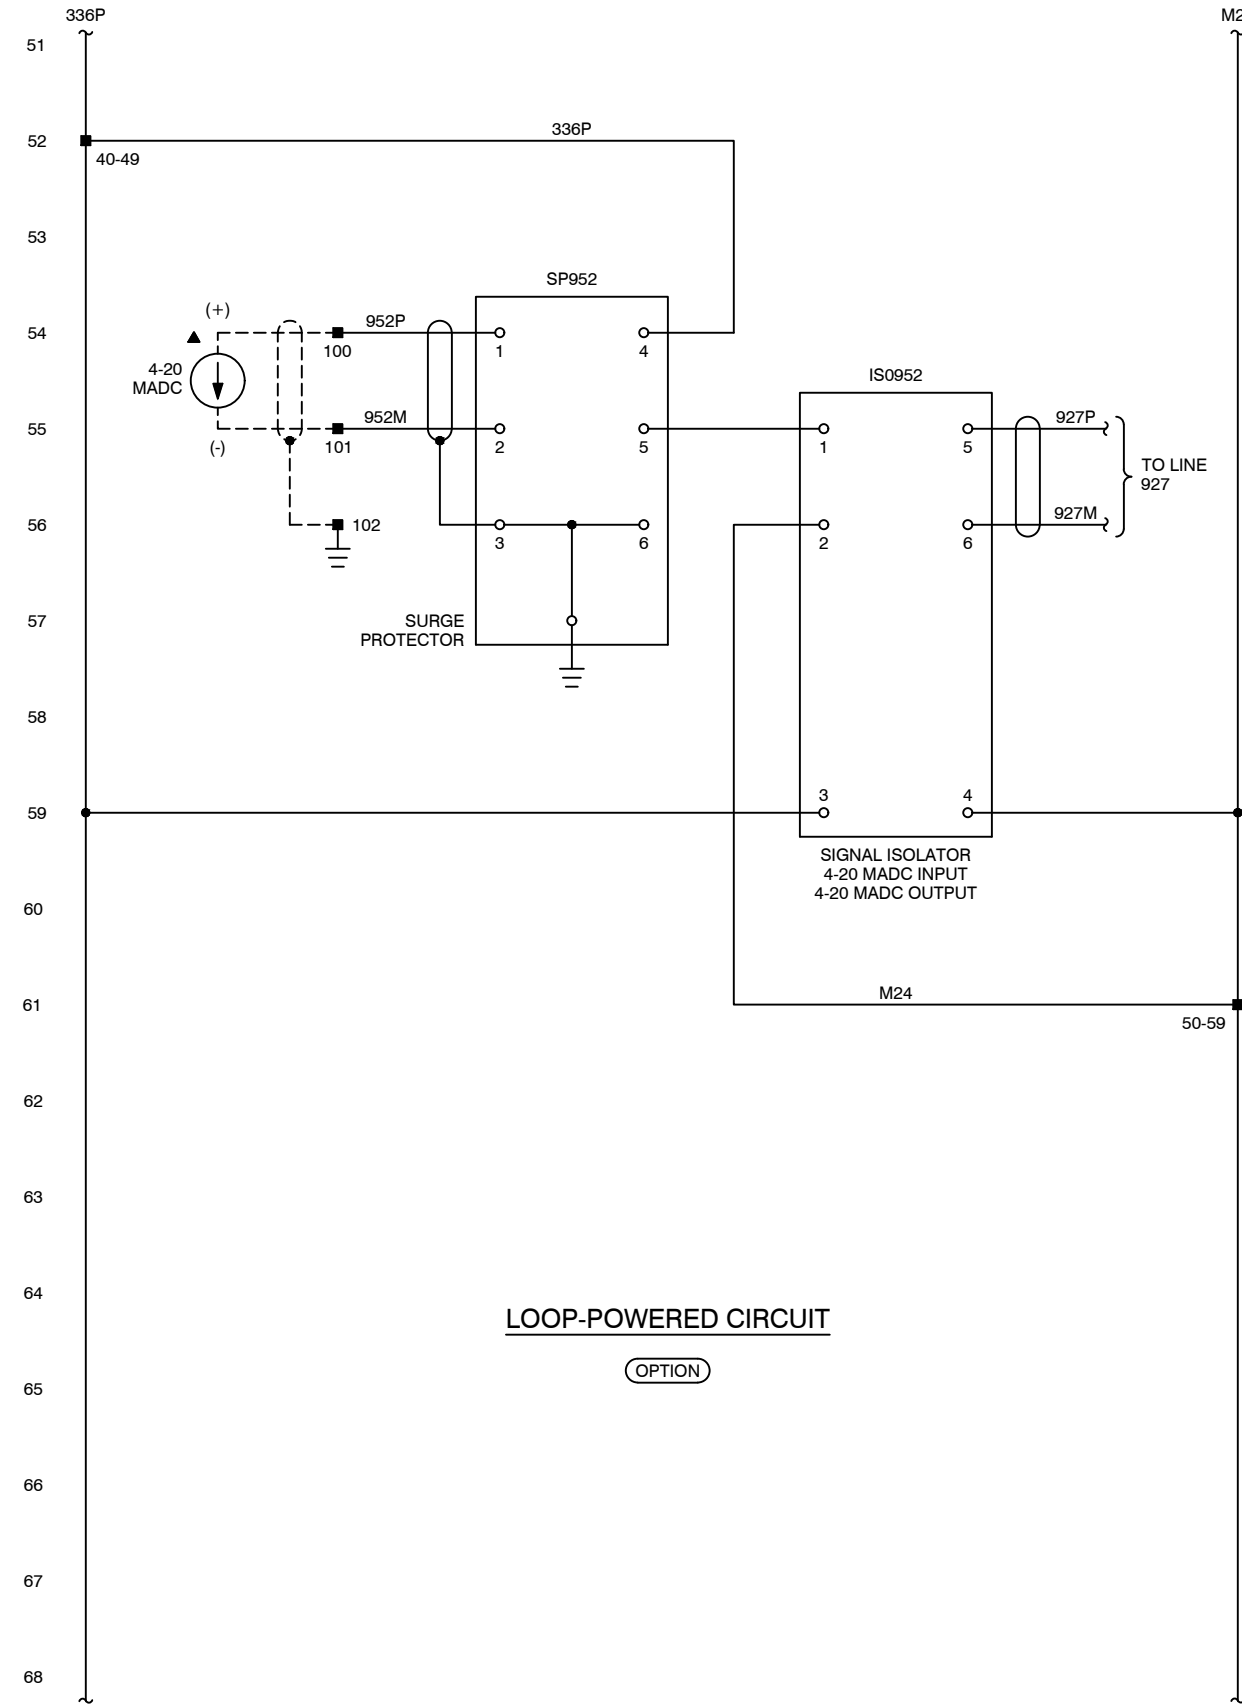 336P
M2
51
52
336P
40-49
53
SP952
(+)
54
952P
100
1
4
4-20
MADC
IS0952
55
952M
927P
(-)
101
2
5
1
5
TO LINE
927
56
102
927M
3
6
2
6
57
SURGE
PROTECTOR
58
59
3
4
SIGNAL ISOLATOR
4-20 MADC INPUT
4-20 MADC OUTPUT
60
61
M24
50-59
62
63
64
LOOP-POWERED CIRCUIT
OPTION
65
66
67
68